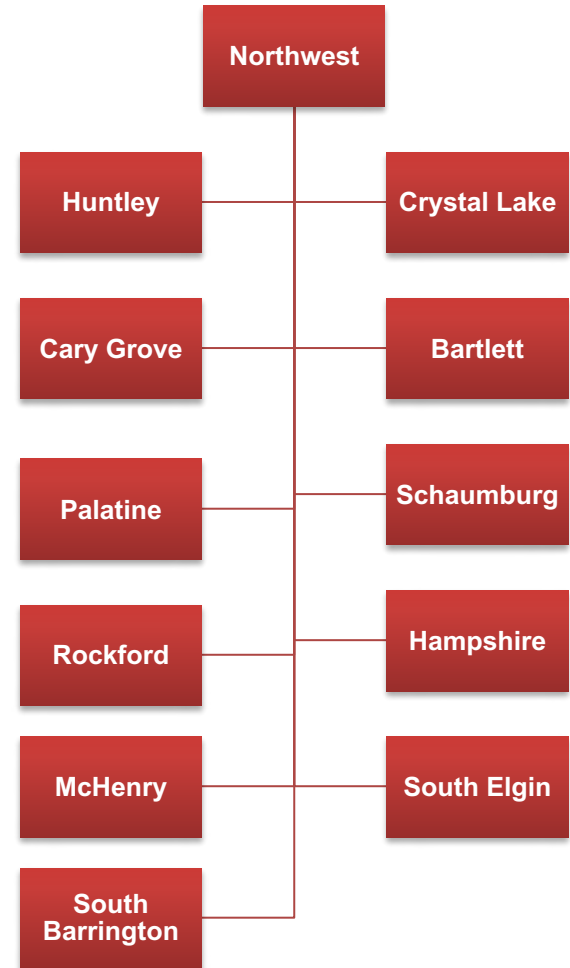 Northwest
Huntley
Crystal Lake
Cary Grove
Bartlett
Palatine
Schaumburg
Rockford
Hampshire
McHenry
South Elgin
South
Barrington